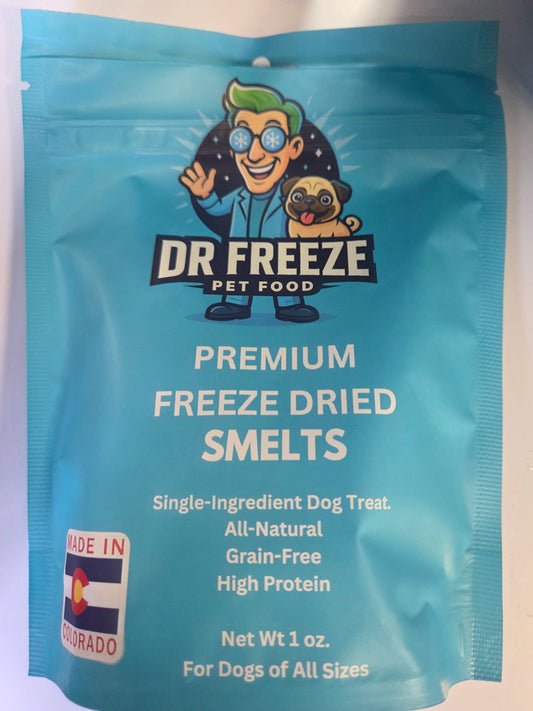 DR FREEZE
PET FOOD
PREMIUM
FREEZE DRIED
SMELTS
Single-Ingredient Dog Treat.
All-Natural
Grain-Free
High Protein
MADE IN
COLORADO
Net Wt 1 oz.
For Dogs of All Sizes